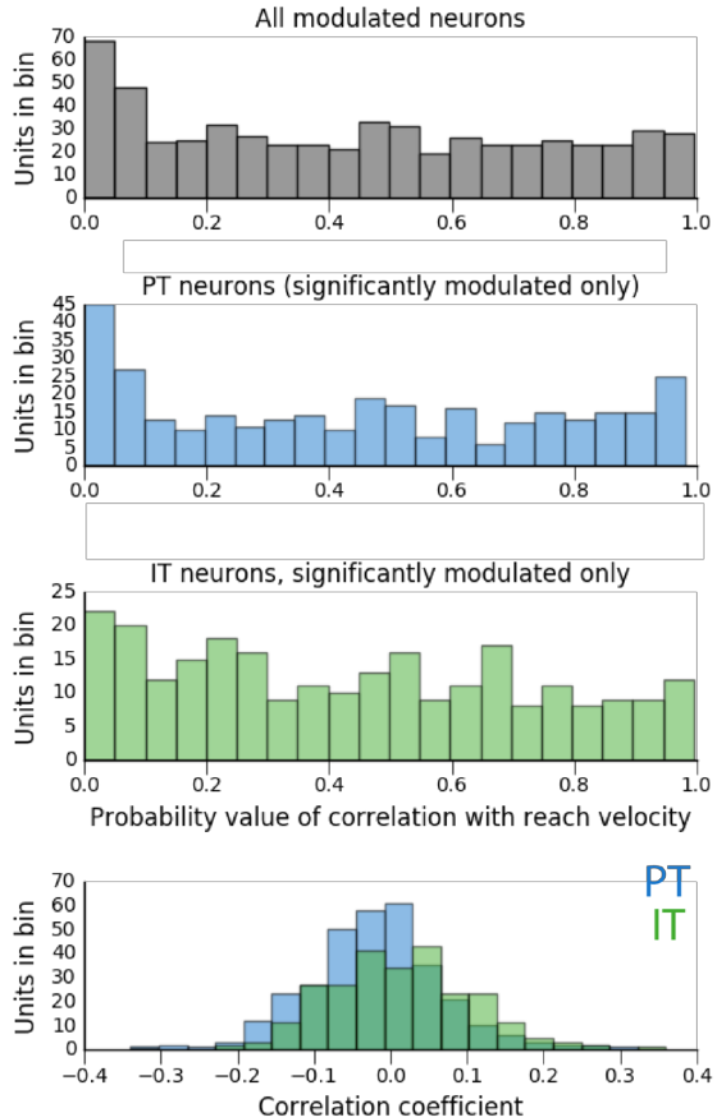 All modulated neurons
Units in bin
70
60
50
40
30
20
10
0
0.0 0.2 0.4 0.6 0.8 1.0
PT neurons (significantly modulated only)
Units in bin
45
40
35
30
25
20
15
10
5
0
0.0 0.2 0.4 0.6 0.8 1.0
IT neurons, significantly modulated only
Units in bin
25
20
15
10
5
0
0.0 0.2 0.4 0.6 0.8 1.0
Probability value of correlation with reach velocity
Units in bin
70
60
50
40
30
20
10
0
PT
IT
−0.4 −0.3 −0.2 −0.1 0.0 0.1 0.2 0.3 0.4
Correlation coefficient